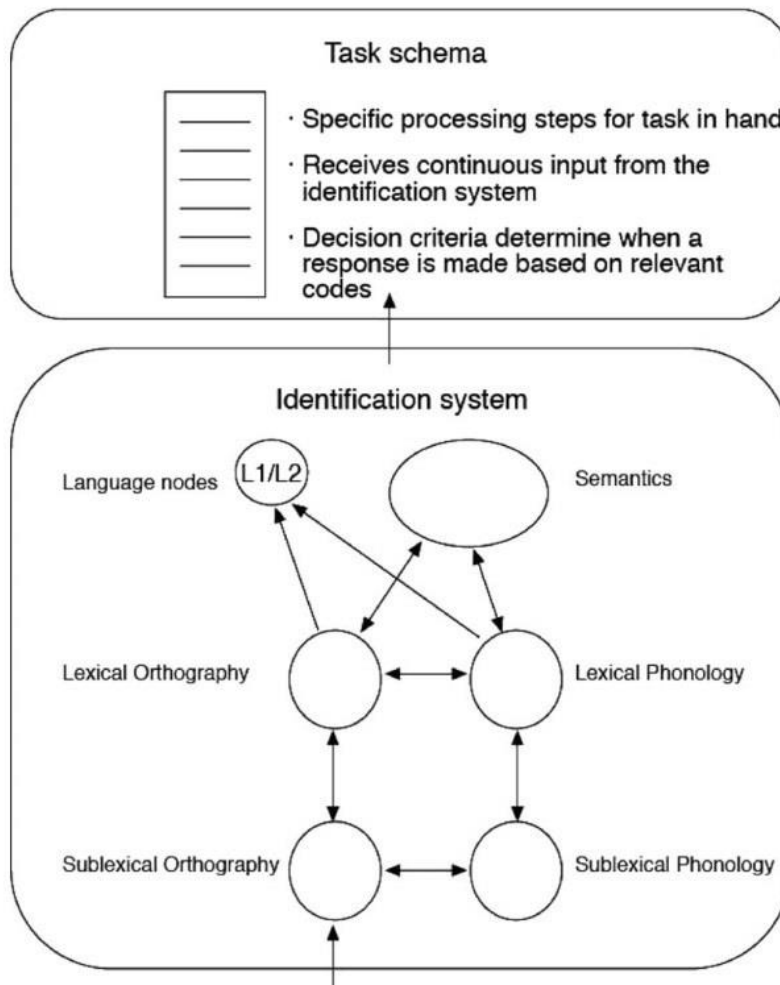 Task schema
· Specific processing steps for task in hand
· Receives continuous input from the
identification system
· Decision criteria determine when a
response is made based on relevant
codes
Identification system
Language nodes
L1/L2
Semantics
Lexical Orthography
Lexical Phonology
Sublexical Orthography
Sublexical Phonology